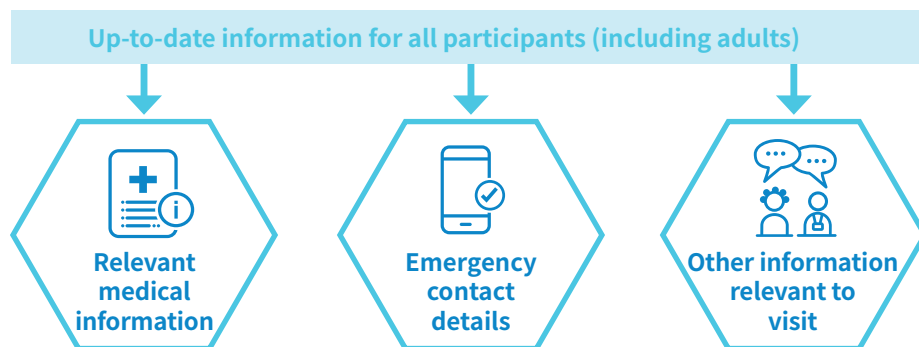 Up-to-date information for all participants (including adults)
i
Relevant
medical
information
Emergency
contact
details
Other information
relevant to
visit